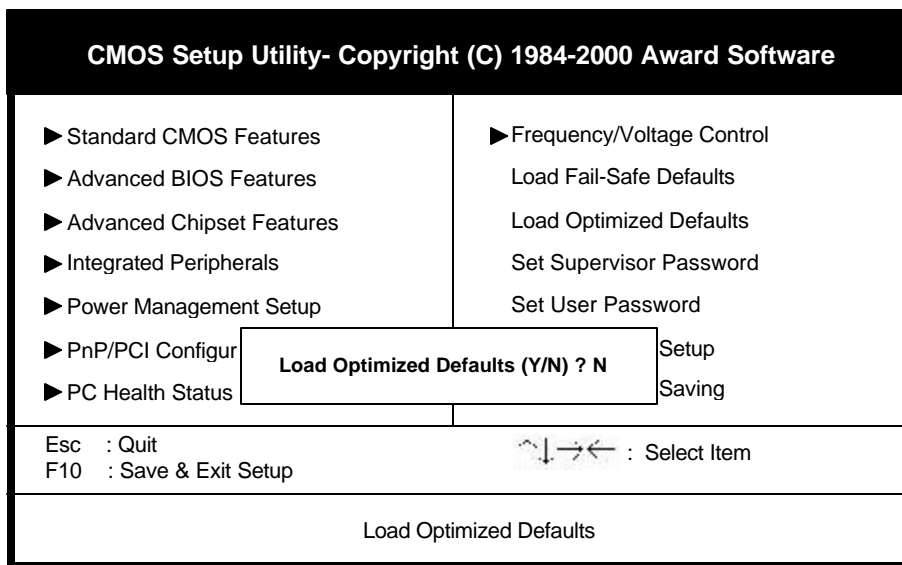 CMOS Setup Utility- Copyright (C) 1984-2000 Award Software
▶ Standard CMOS Features
▶ Advanced BIOS Features
▶ Advanced Chipset Features
▶ Integrated Peripherals
▶ Power Management Setup
▶ PnP/PCI Configur
▶ PC Health Status
▶ Frequency/Voltage Control
Load Fail-Safe Defaults
Load Optimized Defaults
Set Supervisor Password
Set User Password
Setup
Saving
Load Optimized Defaults (Y/N) ? N
Esc : Quit
F10 : Save & Exit Setup
↑↓→← : Select Item
Load Optimized Defaults